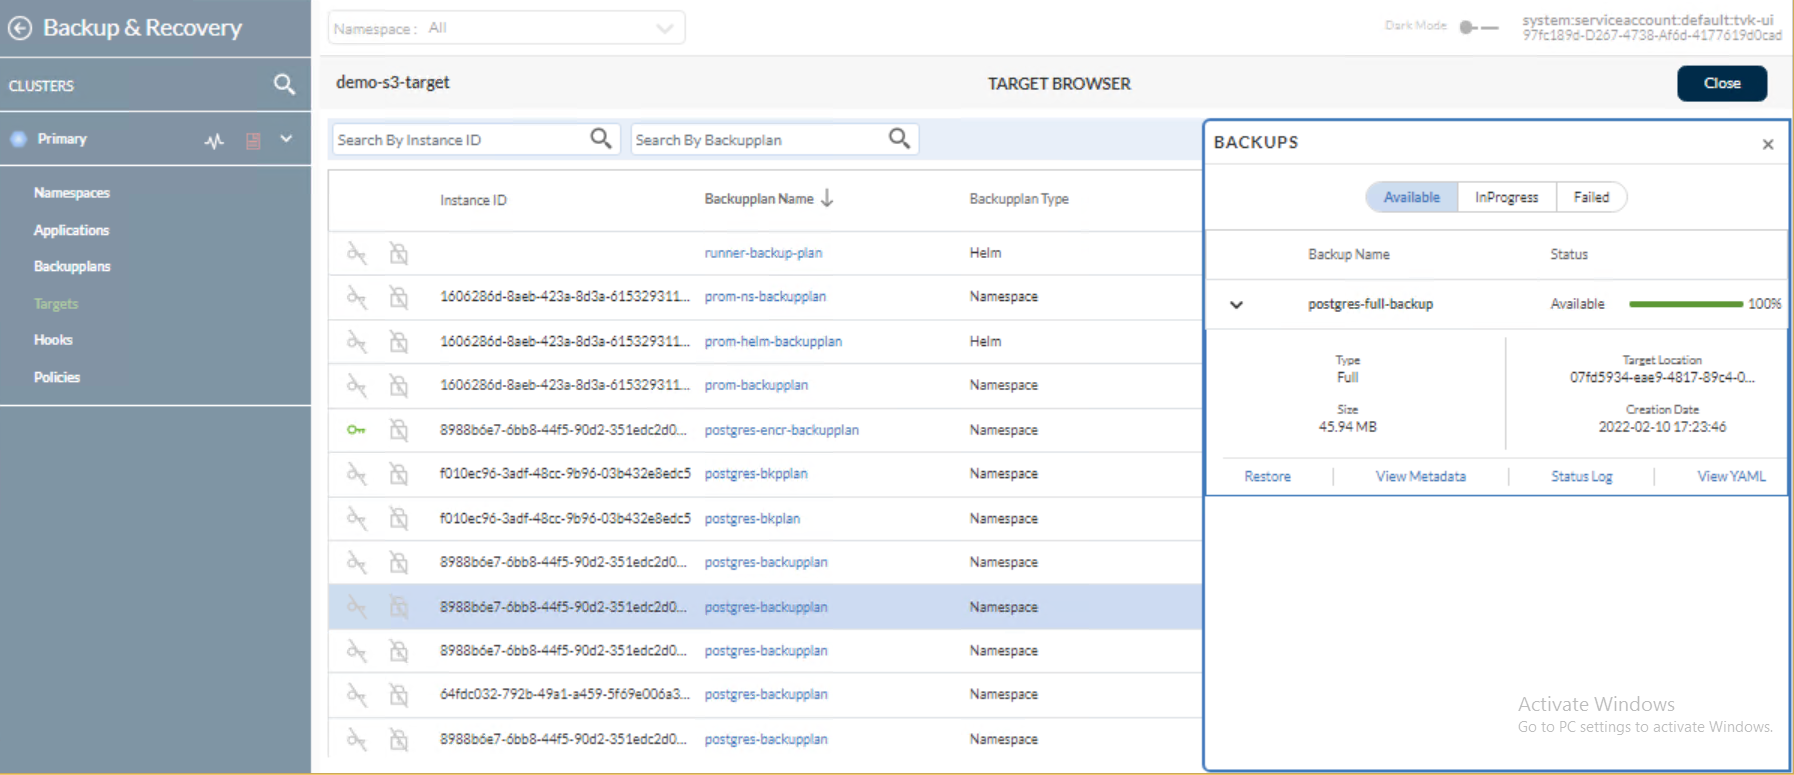 Backup & Recovery
Namespace : All
Dark Mode
system:serviceaccount:default:tvk-ui
97fc189d-D267-4738-Af6d-4177619d0cad
CLUSTERS
demo-s3-target
TARGET BROWSER
Close
Primary
Namespaces
Applications
Backupplans
Targets
Hooks
Policies
Search By Instance ID
Search By Backupplan
Instance ID Backupplan Name Backupplan Type
runner-backup-plan Helm
1606286d-8aeb-423a-8d3a-615329311... prom-ns-backupplan Namespace
1606286d-8aeb-423a-8d3a-615329311... prom-helm-backupplan Helm
1606286d-8aeb-423a-8d3a-615329311... prom-backupplan Namespace
8988b6e7-6bb8-44f5-90d2-351edc2d0... postgres-encr-backupplan Namespace
f010ec96-3adf-48cc-9b96-03b432e8edc5 postgres-bkpplan Namespace
f010ec96-3adf-48cc-9b96-03b432e8edc5 postgres-bkplan Namespace
8988b6e7-6bb8-44f5-90d2-351edc2d0... postgres-backupplan Namespace
8988b6e7-6bb8-44f5-90d2-351edc2d0... postgres-backupplan Namespace
8988b6e7-6bb8-44f5-90d2-351edc2d0... postgres-backupplan Namespace
64fdc032-792b-49a1-a459-5f69e006a3... postgres-backupplan Namespace
8988b6e7-6bb8-44f5-90d2-351edc2d0... postgres-backupplan Namespace
BACKUPS
Available InProgress Failed
Backup Name Status
postgres-full-backup Available 100%
Type
Full
Size
45.94 MB
Target Location
07fd5934-eae9-4817-89c4-0...
Creation Date
2022-02-10 17:23:46
Restore View Metadata Status Log View YAML
Activate Windows
Go to PC settings to activate Windows.